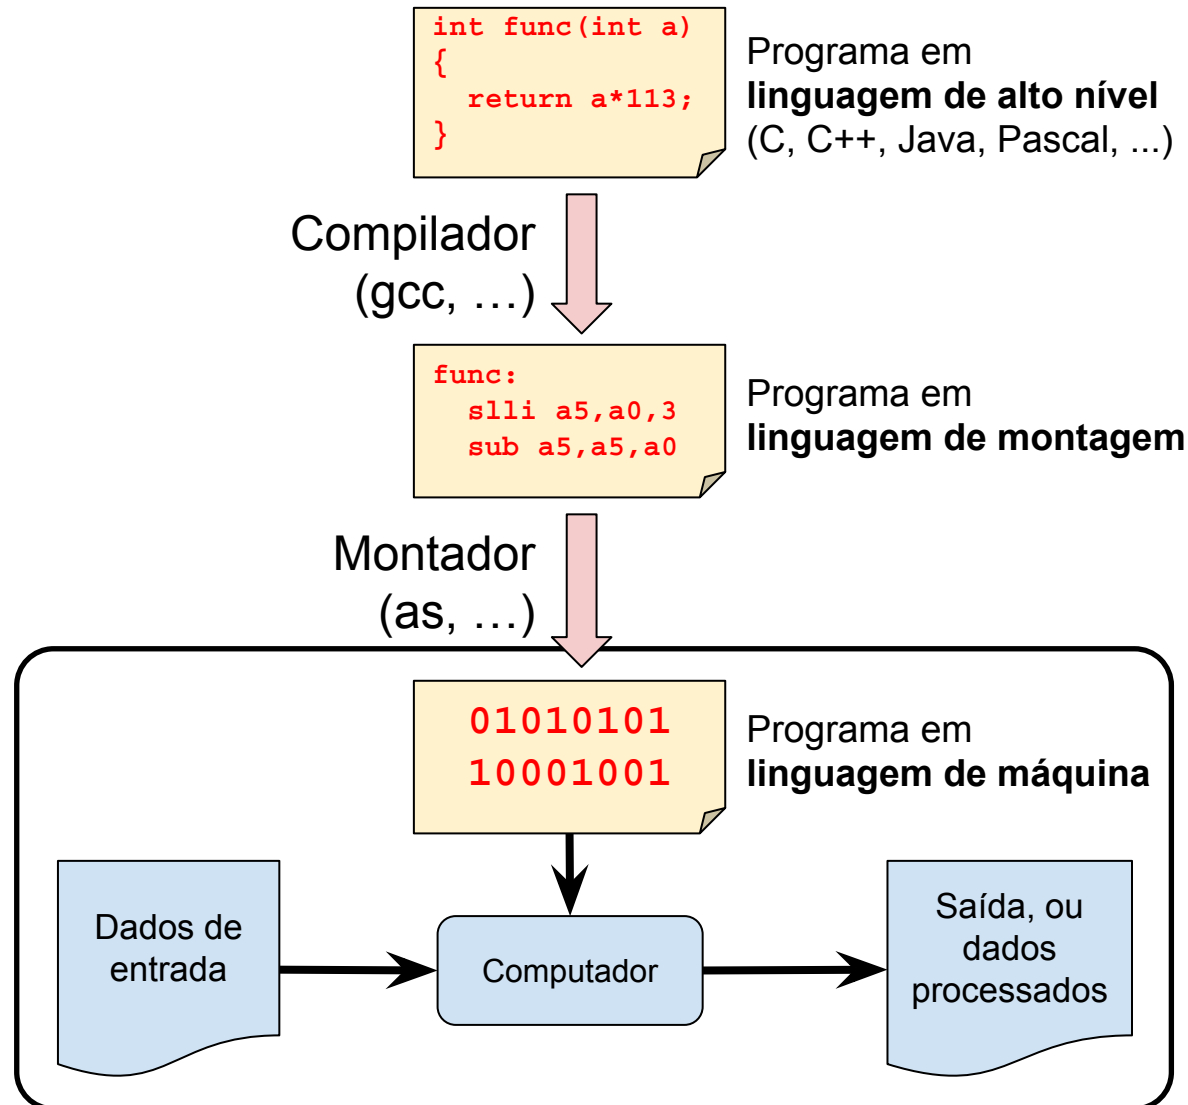 int func(int a)
{
  return a*113;
}
Programa em
linguagem de alto nível
(C, C++, Java, Pascal, ...)
Compilador
(gcc, …)
func:
  slli a5,a0,3
  sub a5,a5,a0
Programa em
linguagem de montagem
Montador
(as, …)
01010101
10001001
Programa em
linguagem de máquina
Dados de
entrada
Computador
Saída, ou
dados
processados